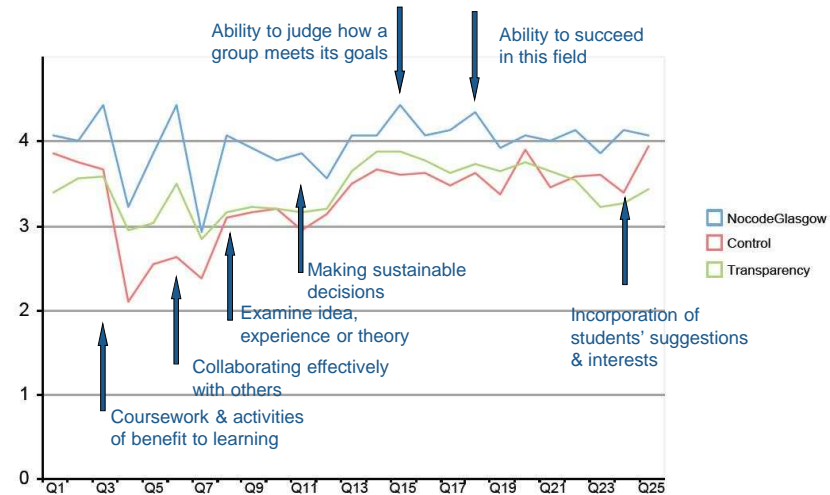 Ability to judge how a
group meets its goals
Ability to succeed
in this field
4
3
2
1
0
Making sustainable
decisions
Examine idea,
experience or theory
Collaborating effectively
with others
Coursework & activities
of benefit to learning
Incorporation of
students' suggestions
& interests
NocodeGlasgow
Control
Transparency
Q1 Q3 Q5 Q7 Q9 Q11 Q13 Q15 Q17 Q19 Q21 Q23 Q25